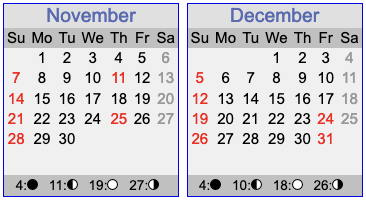 November
Su Mo Tu We Th Fr Sa
1 2 3 4 5 6
7 8 9 10 11 12 13
14 15 16 17 18 19 20
21 22 23 24 25 26 27
28 29 30
4: 11: 19: 27:
December
Su Mo Tu We Th Fr Sa
1 2 3 4
5 6 7 8 9 10 11
12 13 14 15 16 17 18
19 20 21 22 23 24 25
26 27 28 29 30 31
4: 10: 18: 26: